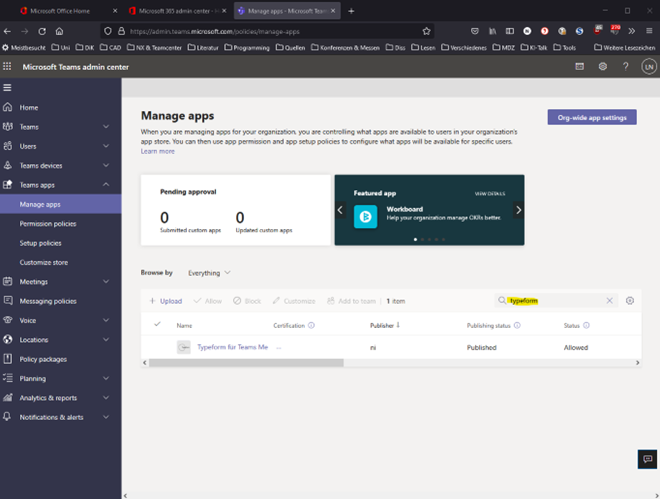 Microsoft Office Home
Microsoft 365 admin center - H
Manage apps - Microsoft Team
https://admin.teams.microsoft.com/policies/manage-apps
Meistbesucht
Uni
DiK
CAD
NX & Teamcenter
Literatur
Programming
Quellen
Konferenzen & Messen
Diss
Lesen
Verschiedenes
MDZ
KI-Talk
Tools
Weitere Lesezeichen
Microsoft Teams admin center
LN
Home
Teams
Users
Teams devices
Teams apps
Manage apps
Permission policies
Setup policies
Customize store
Meetings
Messaging policies
Voice
Locations
Policy packages
Planning
Analytics & reports
Notifications & alerts
Manage apps
Org-wide app settings
When you are managing apps for your organization, you are controlling what apps are available to users in your organization's
app store. You can then use app permission and app setup policies to configure what apps will be available for specific users.
Learn more
Pending approval
0
Submitted custom apps
0
Updated custom apps
Featured app
VIEW DETAILS
Workboard
Help your organisation manage OKRs better.
Browse by
Everything
Upload
Allow
Block
Customize
Add to team
1 item
typeform
Name
Certification
Publisher
Publishing status
Status
Typeform für Teams Me
--
ni
Published
Allowed